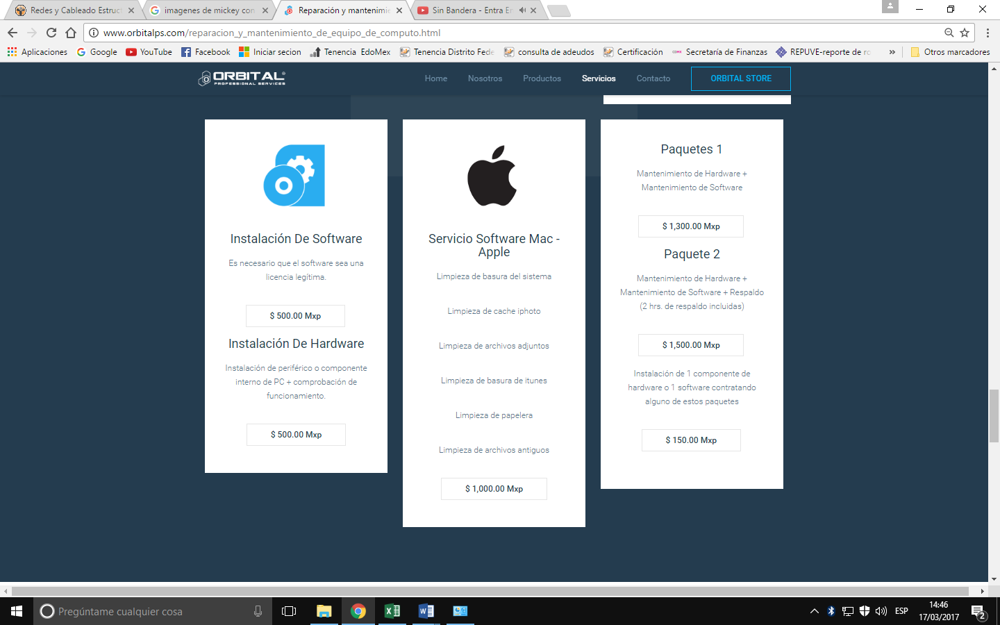 Redes y Cableado Estruct
imagenes de mickey con
Reparación y mantenimie
Sin Bandera - Entra En
www.orbitalps.com/reparacion_y_mantenimiento_de_equipo_de_computo.html
Aplicaciones
Google
YouTube
Facebook
Iniciar secion
Tenencia EdoMex
Tenencia Distrito Fede
consulta de adeudos
Certificación
Secretaría de Finanzas
REPUVE-reporte de ro
»
Otros marcadores
ORBITAL®
PROFESSIONAL SERVICES
Home
Nosotros
Productos
Servicios
Contacto
ORBITAL STORE
Instalación De Software
Es necesario que el software sea una
licencia legítima.
$ 500.00 Mxp
Instalación De Hardware
Instalación de periférico o componente
interno de PC + comprobación de
funcionamiento.
$ 500.00 Mxp
Servicio Software Mac -
Apple
Limpieza de basura del sistema
Limpieza de cache iphoto
Limpieza de archivos adjuntos
Limpieza de basura de itunes
Limpieza de papelera
Limpieza de archivos antiguos
$ 1,000.00 Mxp
Paquetes 1
Mantenimiento de Hardware +
Mantenimiento de Software
$ 1,300.00 Mxp
Paquete 2
Mantenimiento de Hardware +
Mantenimiento de Software + Respaldo
(2 hrs. de respaldo incluidas)
$ 1,500.00 Mxp
Instalación de 1 componente de
hardware o 1 software contratando
alguno de estos paquetes
$ 150.00 Mxp
Pregúntame cualquier cosa
ESP
14:46
17/03/2017
2